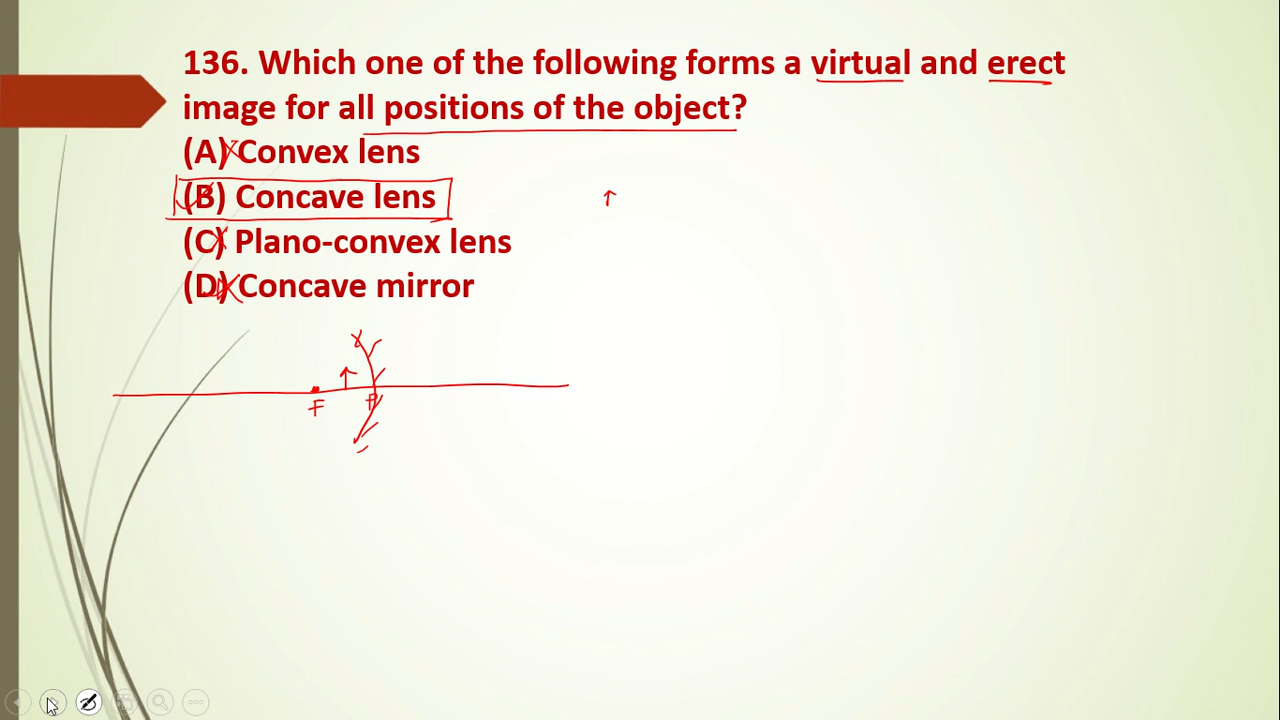 136. Which one of the following forms a virtual and erect
image for all positions of the object?
(A) Convex lens
(B) Concave lens
(C) Plano-convex lens
(D) Concave mirror
F
P